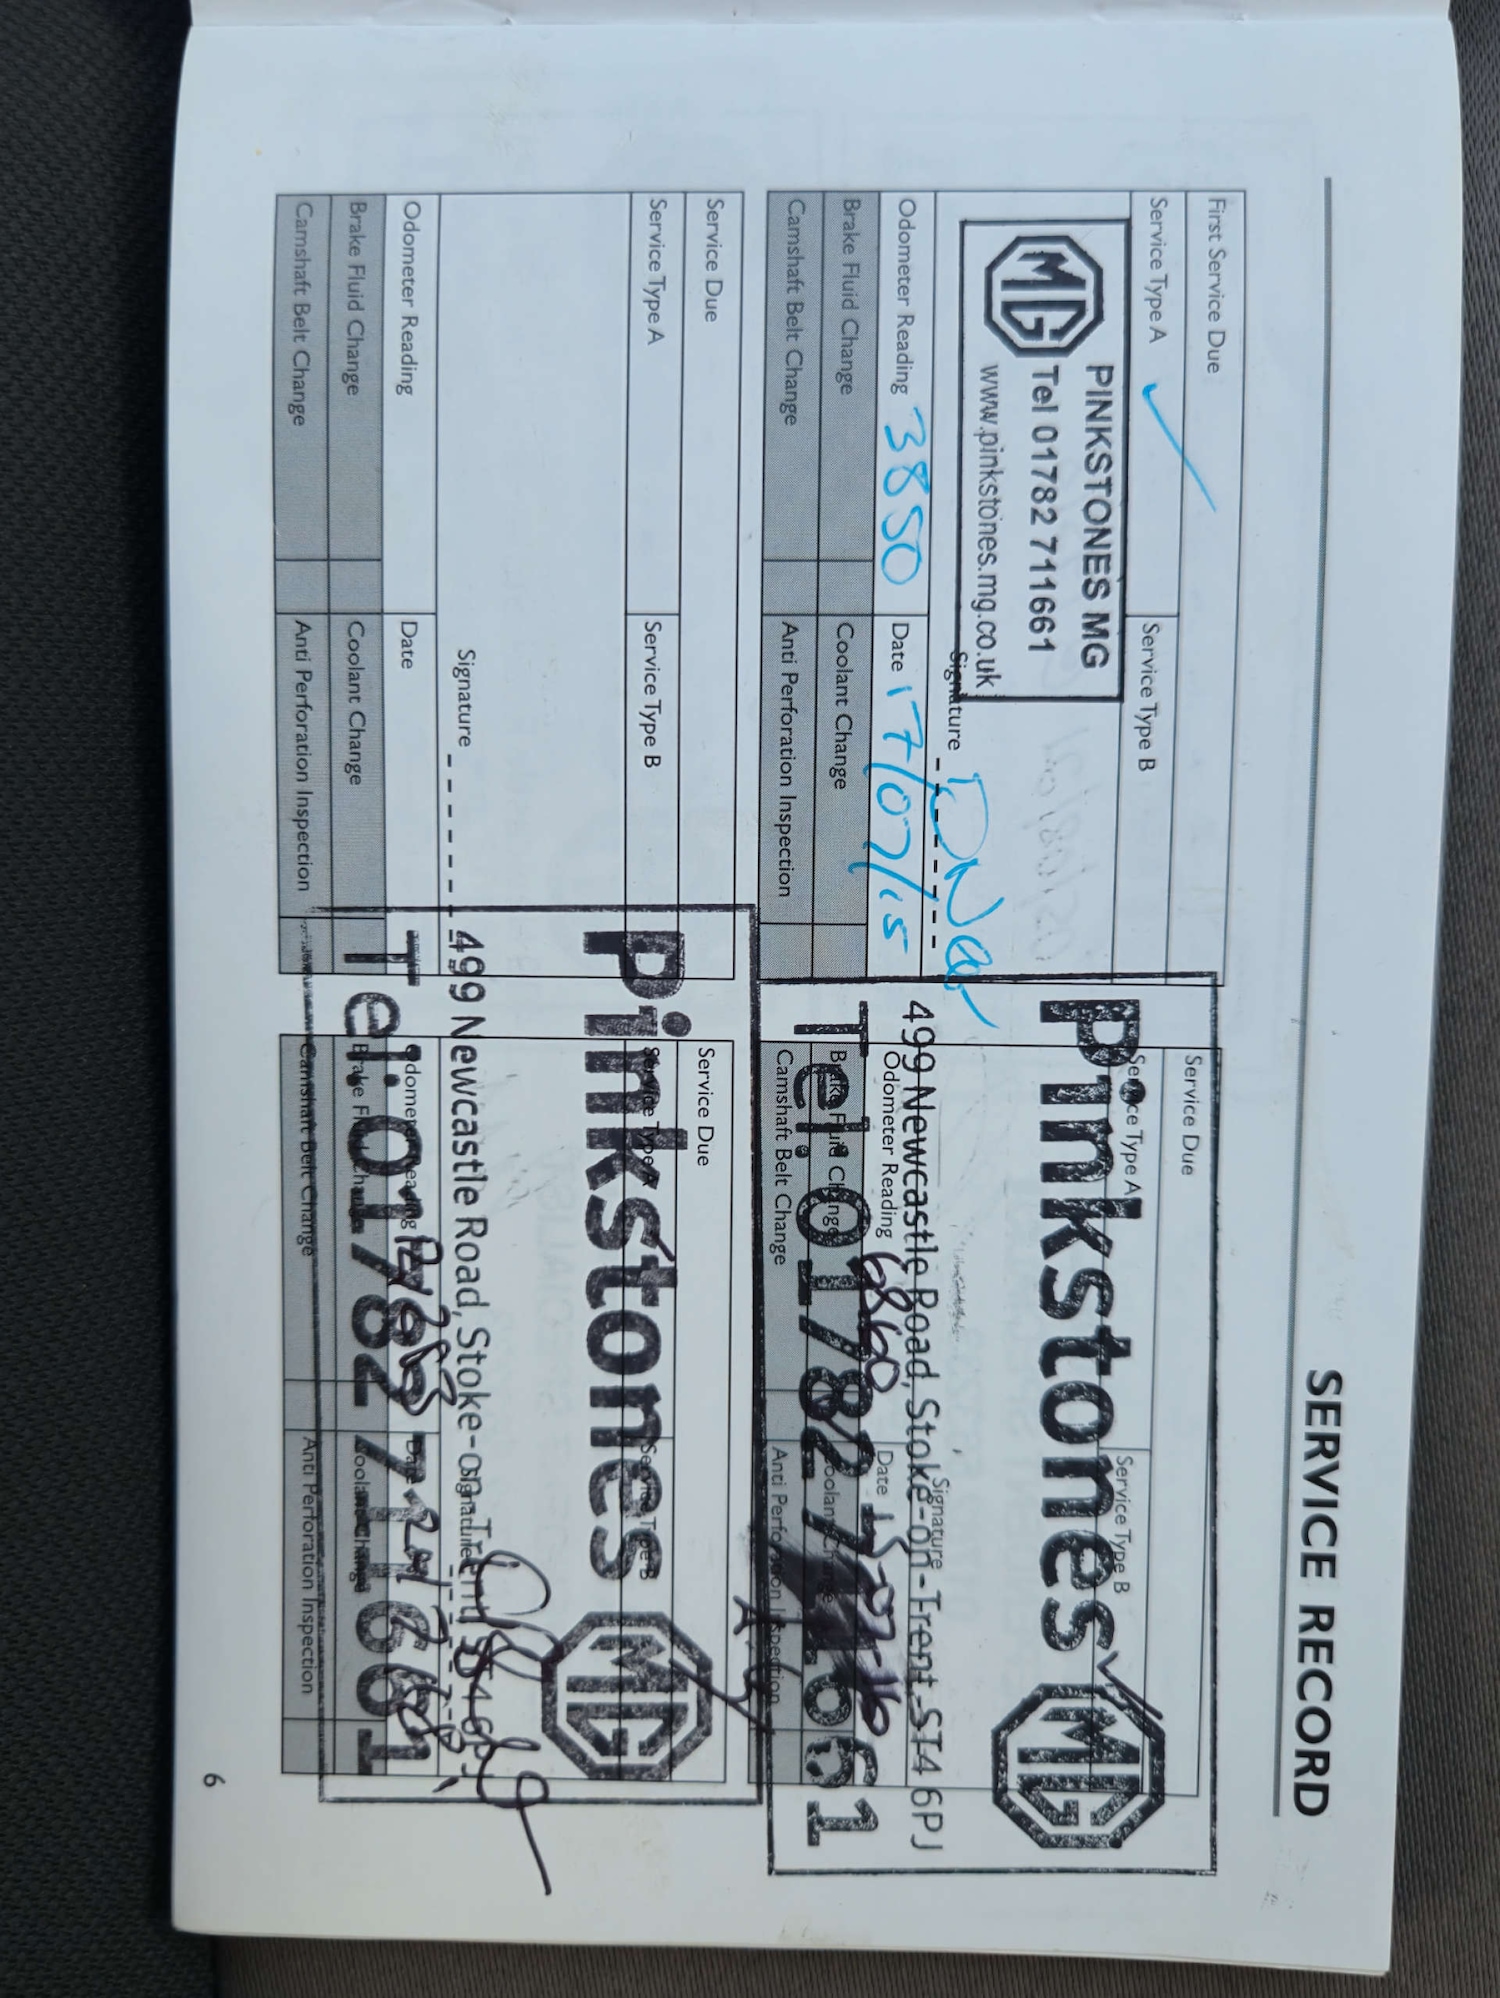 SERVICE RECORD
First Service Due
Service Type A ✓
Service Type B
PINKSTONES MG
MG Tel 01782 711661
www.pinkstones.mg.co.uk
Signature
Odometer Reading 3850
Date 17/07/15
Brake Fluid Change
Coolant Change
Camshaft Belt Change
Anti Perforation Inspection
Service Due
Service Type A
Service Type B ✓
Pinkstones MG
499 Newcastle Road, Stoke-on-Trent ST4 6PJ
Signature
Tel: 01782 711661
Odometer Reading 6860
Date
Brake Fluid Change
Coolant Change
Camshaft Belt Change
Anti Perforation Inspection
Service Due
Service Type A
Service Type B
Signature
Odometer Reading
Date
Brake Fluid Change
Coolant Change
Camshaft Belt Change
Anti Perforation Inspection
Service Due
Service Type A
Service Type B
Pinkstones MG
499 Newcastle Road, Stoke-on-Trent ST4 6PJ
Signature
Tel: 01782 711661
Odometer Reading
Date
Brake Fluid Change
Coolant Change
Camshaft Belt Change
Anti Perforation Inspection
6